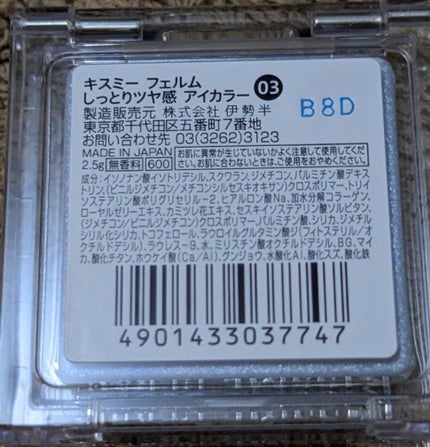 キスミー フェルム
しっとりツヤ感 アイカラー 03
B8D
製造販売元 株式会社 伊勢半
東京都千代田区五番町7番地
お問い合わせ先 03(3262)3123
MADE IN JAPAN
2.5g 無香料 600
お肌に異常が生じていないかよく注意して使用してくだ
さい。お肌に合わないときは、ご使用をおやめください。
成分:イソノナン酸イソトリデシル、スクワラン、ジメチコン、パルミチン酸デキス
トリン、(ビニルジメチコン/メチコンシルセスキオキサン)クロスポリマー、トリイ
ソステアリン酸ポリグリセリル-2、ヒアルロン酸Na、加水分解コラーゲン、
ローヤルゼリーエキス、カミツレ花エキス、セスキイソステアリン酸ソルビタン、
(ジメチコン/ビニルジメチコン)クロスポリマー、パルミチン酸、シリカ、ジメチル
シリル化シリカ、トコフェロール、ラウロイルグルタミン酸ジ(フィトステリル/オ
クチルドデシル)、ラウレス-9、水、ミリスチン酸オクチルドデシル、BG、マイ
カ、酸化チタン、ホウケイ酸(Ca/Al)、グンジョウ、水酸化Al、酸化スズ、酸化鉄
4901433037747